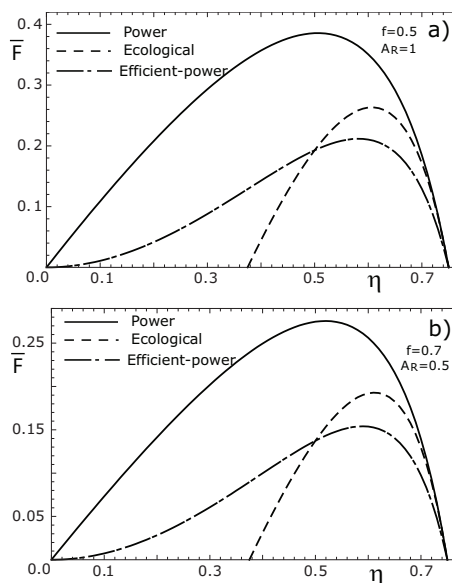 0.4
F
Power
Ecological
Efficient-power
a)
f=0.5
AR=1
0.3
0.2
0.1
0.0
0.1
0.3
0.5
η
0.7
0.25
F
Power
Ecological
Efficient-power
b)
f=0.7
AR=0.5
0.15
0.05
0.0
0.1
0.3
0.5
η
0.7